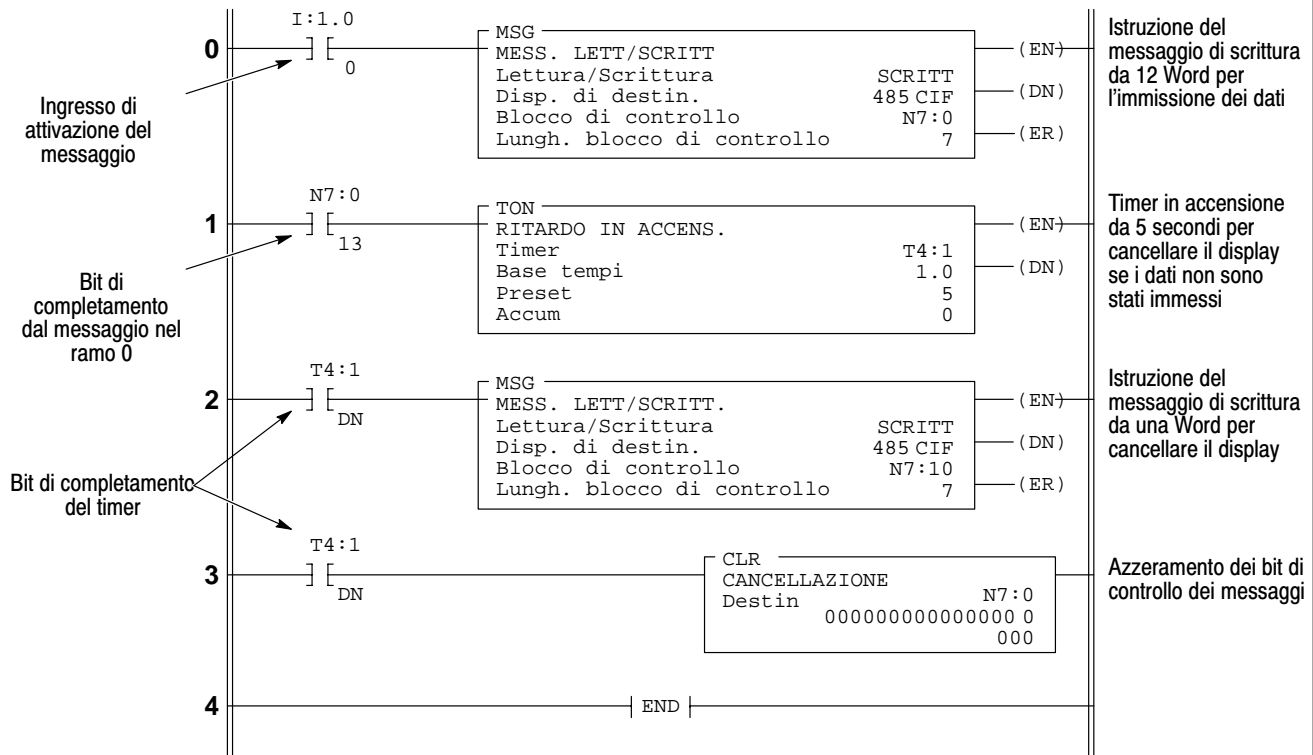 I:1.0
0
] [
0
Ingresso di
attivazione del
messaggio
MSG
MESS. LETT/SCRITT
Lettura/Scrittura SCRITT
Disp. di destin. 485 CIF
Blocco di controllo N7:0
Lungh. blocco di controllo 7
(EN)
(DN)
(ER)
Istruzione del
messaggio di scrittura
da 12 Word per
l'immissione dei dati
N7:0
1
] [
13
Bit di
completamento
dal messaggio nel
ramo 0
TON
RITARDO IN ACCENS.
Timer T4:1
Base tempi 1.0
Preset 5
Accum 0
(EN)
(DN)
Timer in accensione
da 5 secondi per
cancellare il display
se i dati non sono
stati immessi
T4:1
2
] [
DN
Bit di completamento
del timer
MSG
MESS. LETT/SCRITT.
Lettura/Scrittura SCRITT
Disp. di destin. 485 CIF
Blocco di controllo N7:10
Lungh. blocco di controllo 7
(EN)
(DN)
(ER)
Istruzione del
messaggio di scrittura
da una Word per
cancellare il display
T4:1
3
] [
DN
CLR
CANCELLAZIONE
Destin N7:0
000000000000000 0
000
Azzeramento dei bit di
controllo dei messaggi
4
END